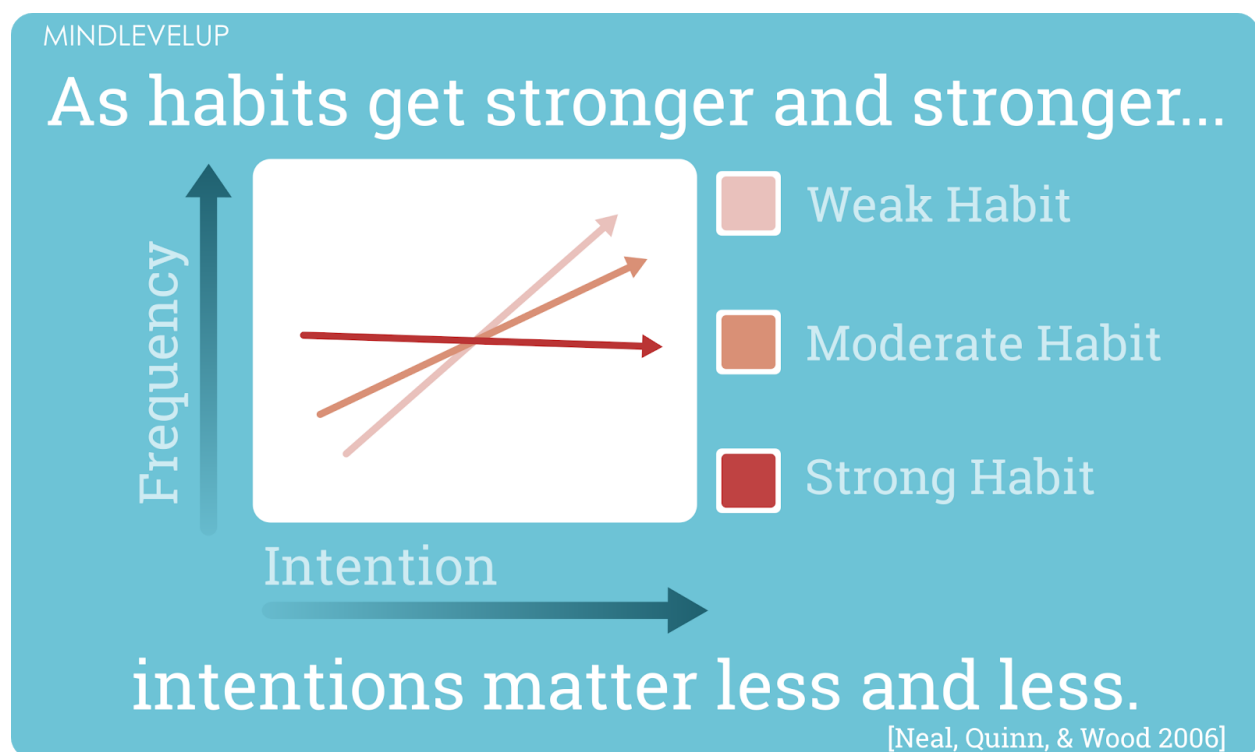 MINDLEVELUP
As habits get stronger and stronger...
Frequency
Weak Habit
Moderate Habit
Strong Habit
Intention
intentions matter less and less.
[Neal, Quinn, & Wood 2006]